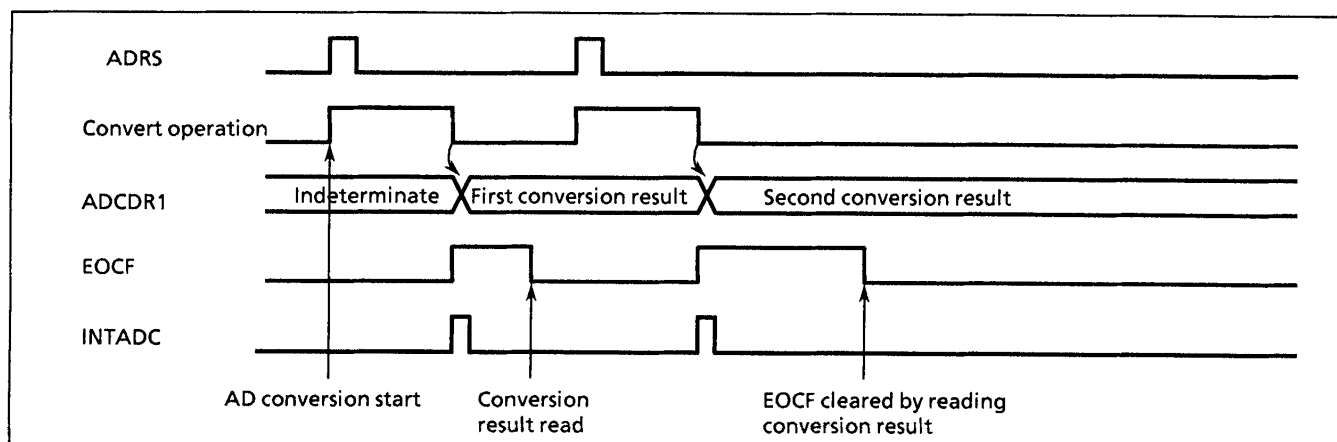 ADRS
Convert operation
ADCDR1
Indeterminate
First conversion result
Second conversion result
EOCF
INTADC
AD conversion start
Conversion
result read
EOCF cleared by reading
conversion result